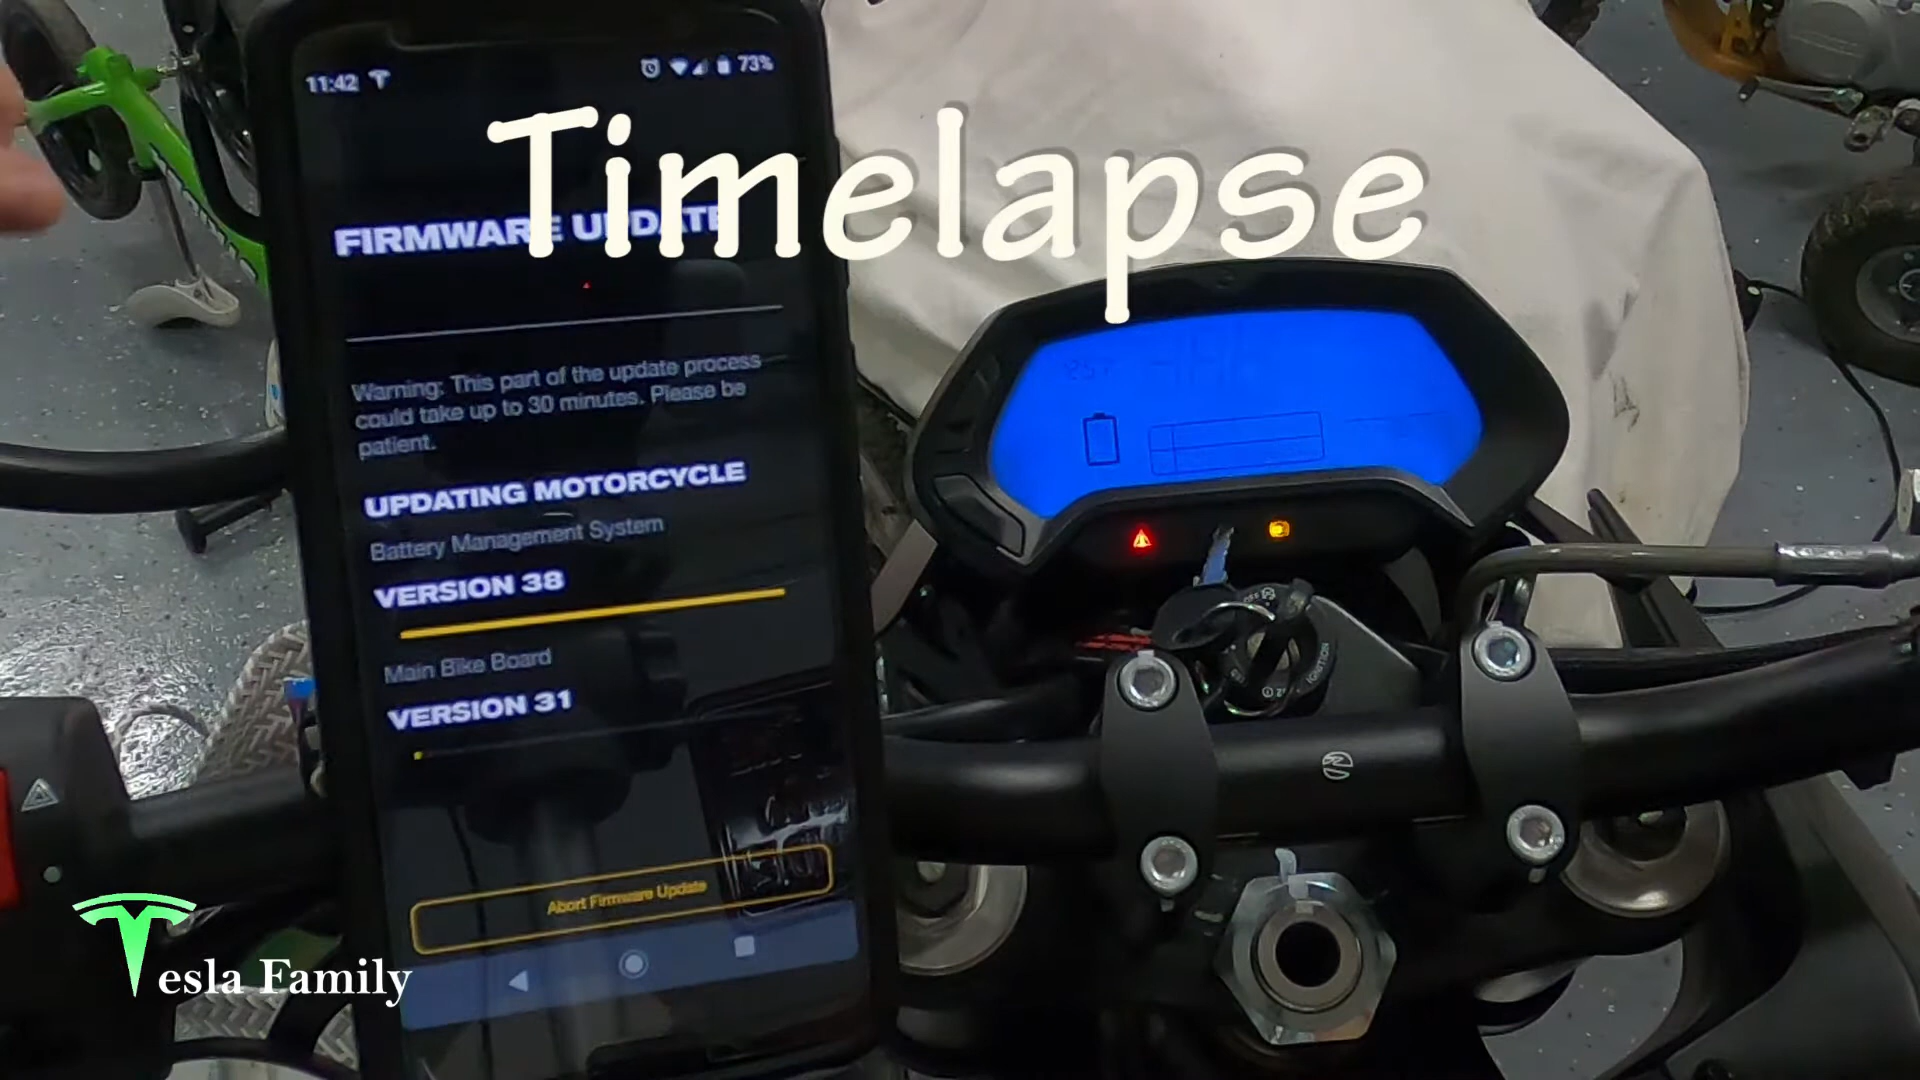 11:42
73%
Timelapse
FIRMWARE UPDATE
Warning: This part of the update process
could take up to 30 minutes. Please be
patient.
UPDATING MOTORCYCLE
Battery Management System
VERSION 38
Main Bike Board
VERSION 31
Abort Firmware Update
IGNITION
Tesla Family